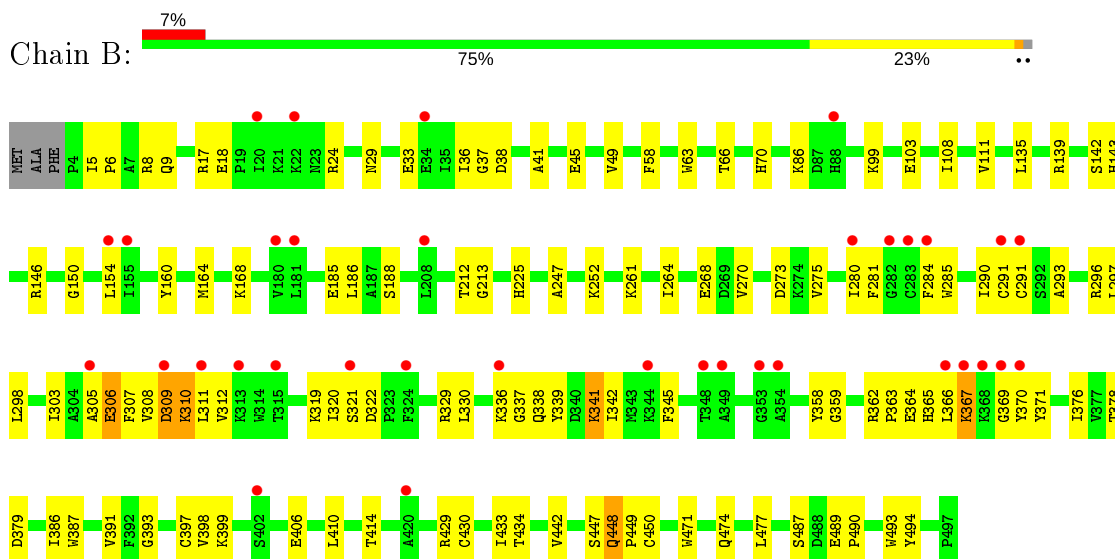 7%
Chain B:
75% 23% ••
MET ALA PHE P4 I5 P6 A7 R8 Q9 R17 E18 P19 I20 K21 K22 N23 R24 N29 E33 E34 I35 I36 G37 D38 A41 E45 V49 F58 W63 T66 H70 K86 D87 H88 K99 E103 I108 V111 L135 R139 S142 H143
R146 G150 L154 I155 Y160 M164 K168 V180 L181 E185 L186 A187 S188 L208 T212 G213 H225 A247 K252 K261 I264 E268 D269 V270 D273 K274 V275 I280 F281 G282 C283 F284 W285 I290 C291 C291 S292 A293 R296 L297
L298 I303 A304 A305 E306 F307 V308 D309 K310 L311 V312 K313 W314 T315 K319 I320 S321 D322 P323 F324 R329 L330 K336 G337 Q338 Y339 D340 K341 I342 M343 K344 F345 T348 A349 G353 A354 Y358 G359 R362 P363 E364 H365 L366 K367 K368 G369 Y370 Y371 I376 V377 T378
D379 I386 W387 V391 F392 G393 C397 V398 K399 S402 E406 L410 T414 A420 R429 C430 I433 T434 V442 S447 Q448 P449 C450 W471 Q474 L477 S487 D488 E489 P490 W493 Y494 P497